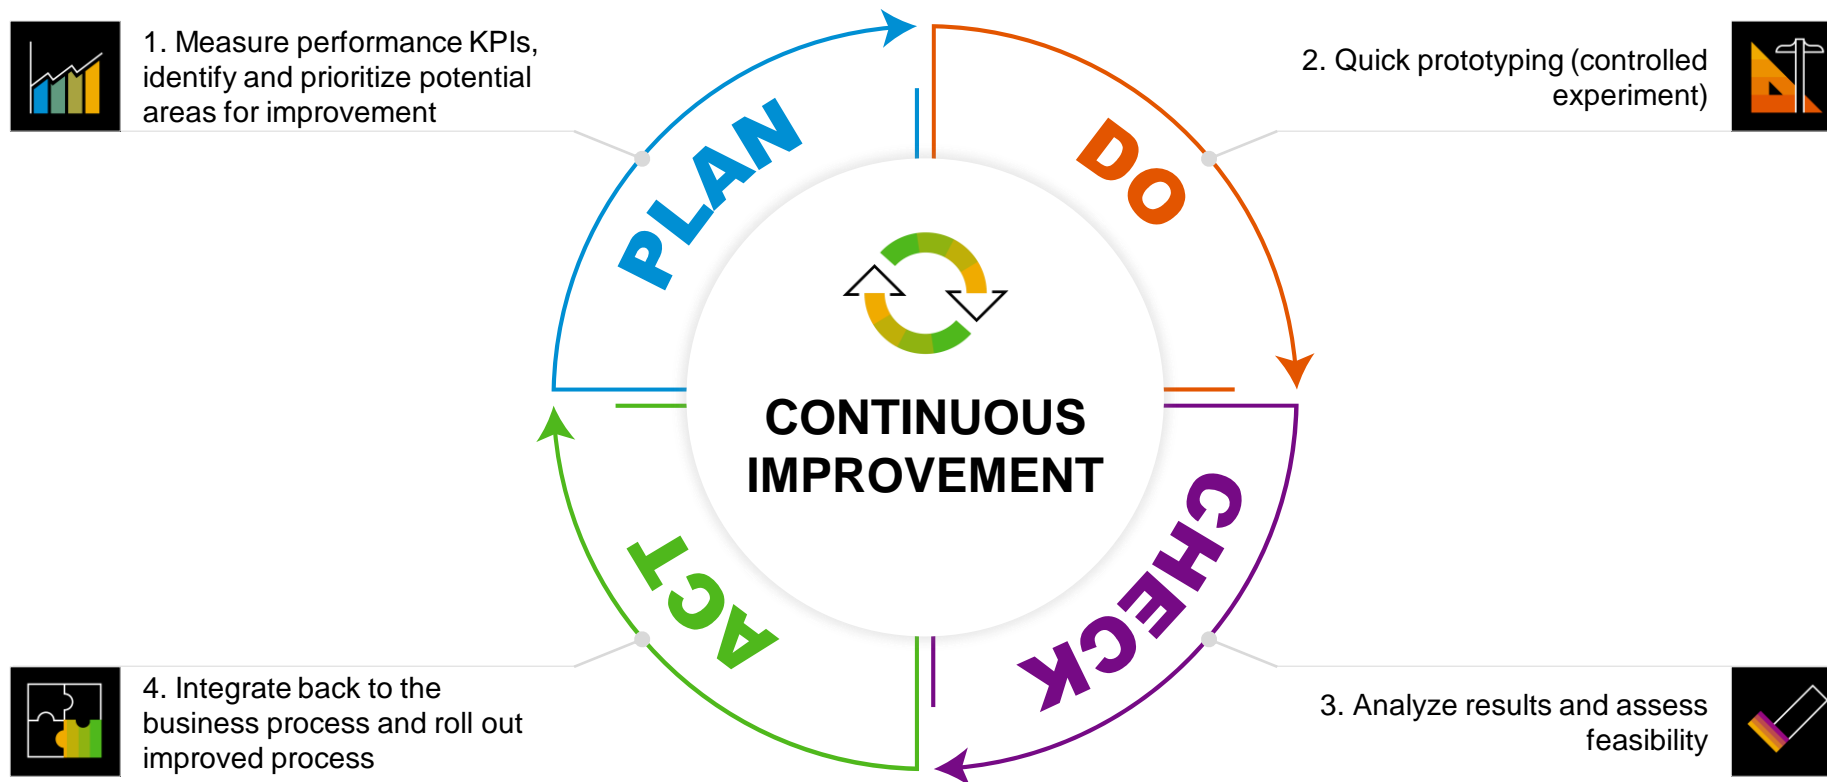 1. Measure performance KPIs,
identify and prioritize potential
areas for improvement
2. Quick prototyping (controlled
experiment)
PLAN
DO
CONTINUOUS
IMPROVEMENT
ACT
CHECK
4. Integrate back to the
business process and roll out
improved process
3. Analyze results and assess
feasibility